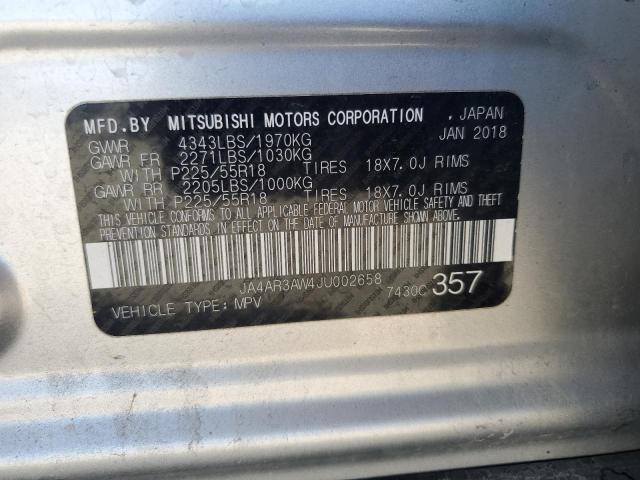 MFD.BY MITSUBISHI MOTORS CORPORATION . JAPAN
GVWR 4343LBS/1970KG JAN 2018
GAWR FR 2271LBS/1030KG
WITH P225/55R18 TIRES 18X7.0J RIMS
GAWR RR 2205LBS/1000KG
WITH P225/55R18 TIRES 18X7.0J RIMS
THIS VEHICLE CONFORMS TO ALL APPLICABLE FEDERAL MOTOR VEHICLE SAFETY AND THEFT
PREVENTION STANDARDS IN EFFECT ON THE DATE OF MANUFACTURE SHOWN ABOVE.
JA4AR3AW4JU002658
7430C 357
VEHICLE TYPE: MPV